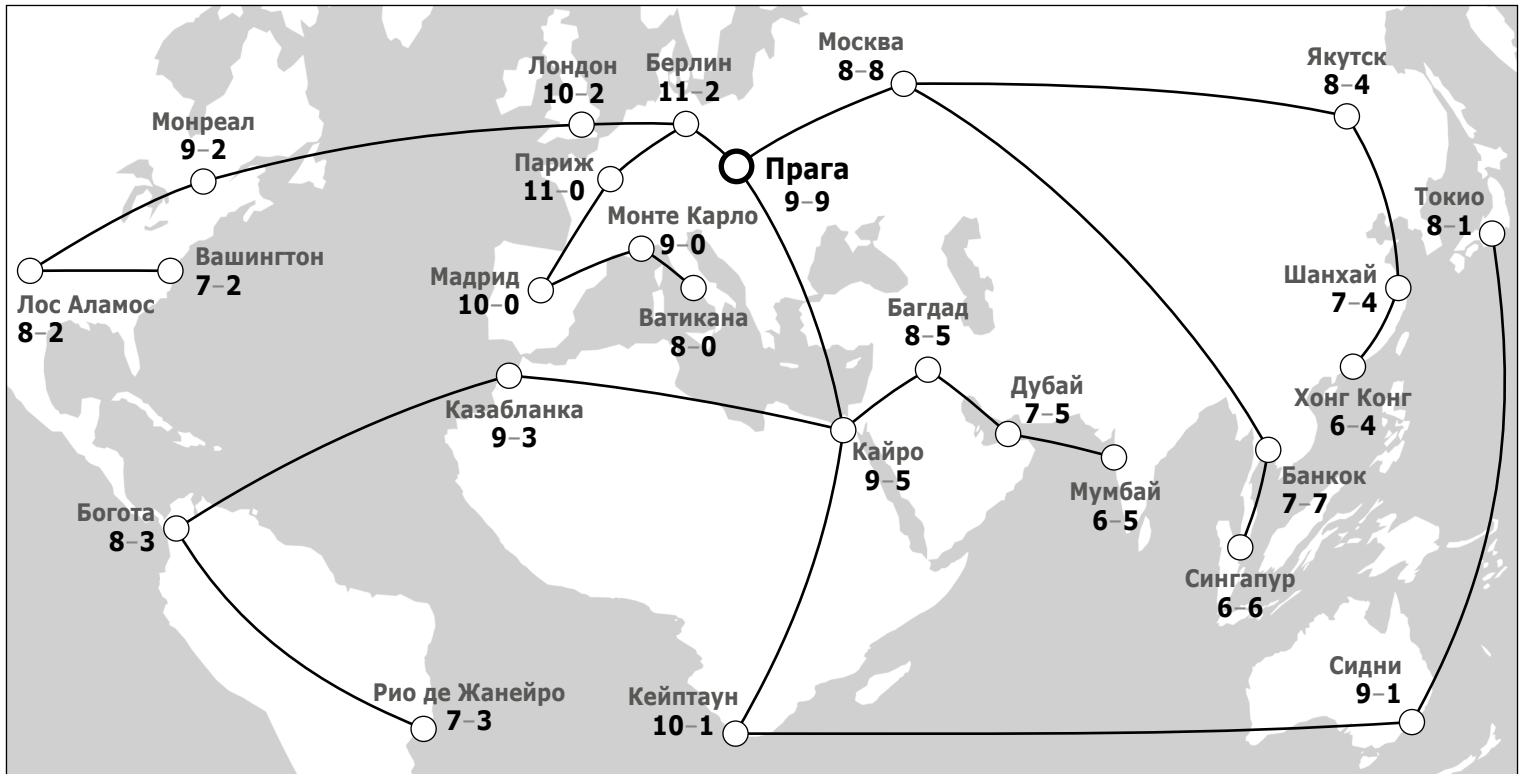 Москва
8–8
Якутск
8–4
Лондон
10–2
Берлин
11–2
Монреал
9–2
Париж
11–0
Прага
9–9
Токио
8–1
Монте Карло
9–0
Вашингтон
7–2
Мадрид
10–0
Шанхай
7–4
Лос Аламос
8–2
Ватикана
8–0
Багдад
8–5
Дубай
7–5
Хонг Конг
6–4
Казабланка
9–3
Кайро
9–5
Мумбай
6–5
Банкок
7–7
Богота
8–3
Сингапур
6–6
Рио де Жанейро
7–3
Кейптаун
10–1
Сидни
9–1